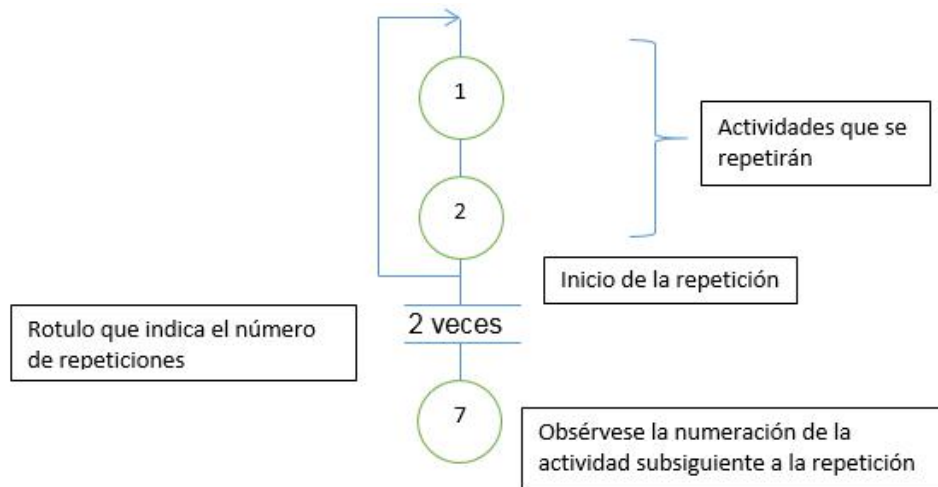 1
Actividades que se
repetirán
2
Inicio de la repetición
Rotulo que indica el número
de repeticiones
2 veces
7
Obsérvese la numeración de la
actividad subsiguiente a la repetición